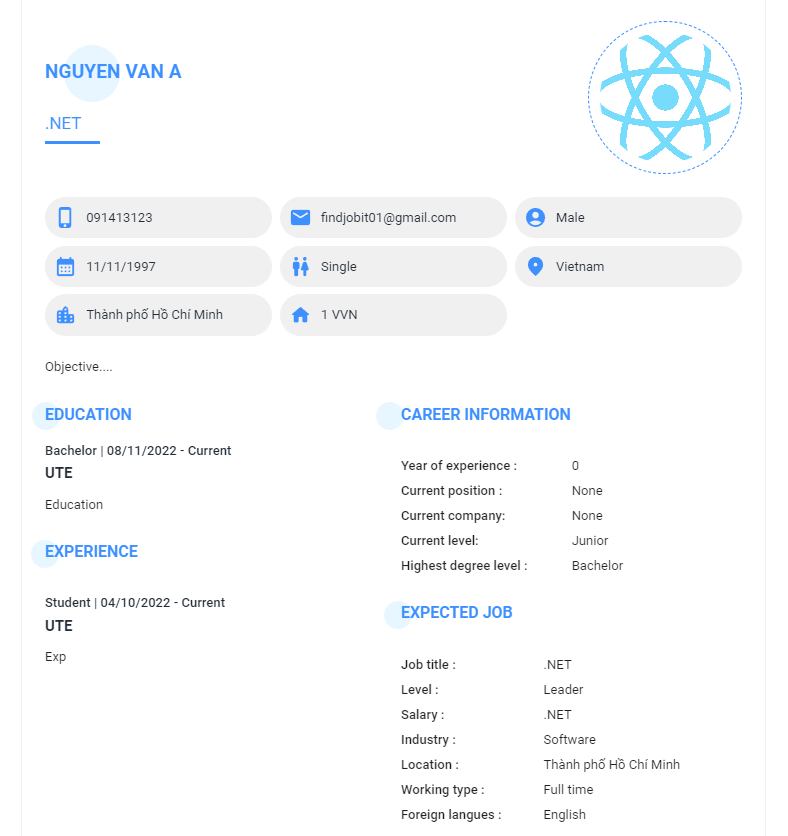 NGUYEN VAN A
.NET
091413123
findjobit01@gmail.com
Male
11/11/1997
Single
Vietnam
Thành phố Hồ Chí Minh
1 VVN
Objective....
EDUCATION
Bachelor | 08/11/2022 - Current
UTE
Education
EXPERIENCE
Student | 04/10/2022 - Current
UTE
Exp
CAREER INFORMATION
Year of experience : 0
Current position : None
Current company: None
Current level: Junior
Highest degree level : Bachelor
EXPECTED JOB
Job title : .NET
Level : Leader
Salary : .NET
Industry : Software
Location : Thành phố Hồ Chí Minh
Working type : Full time
Foreign langues : English